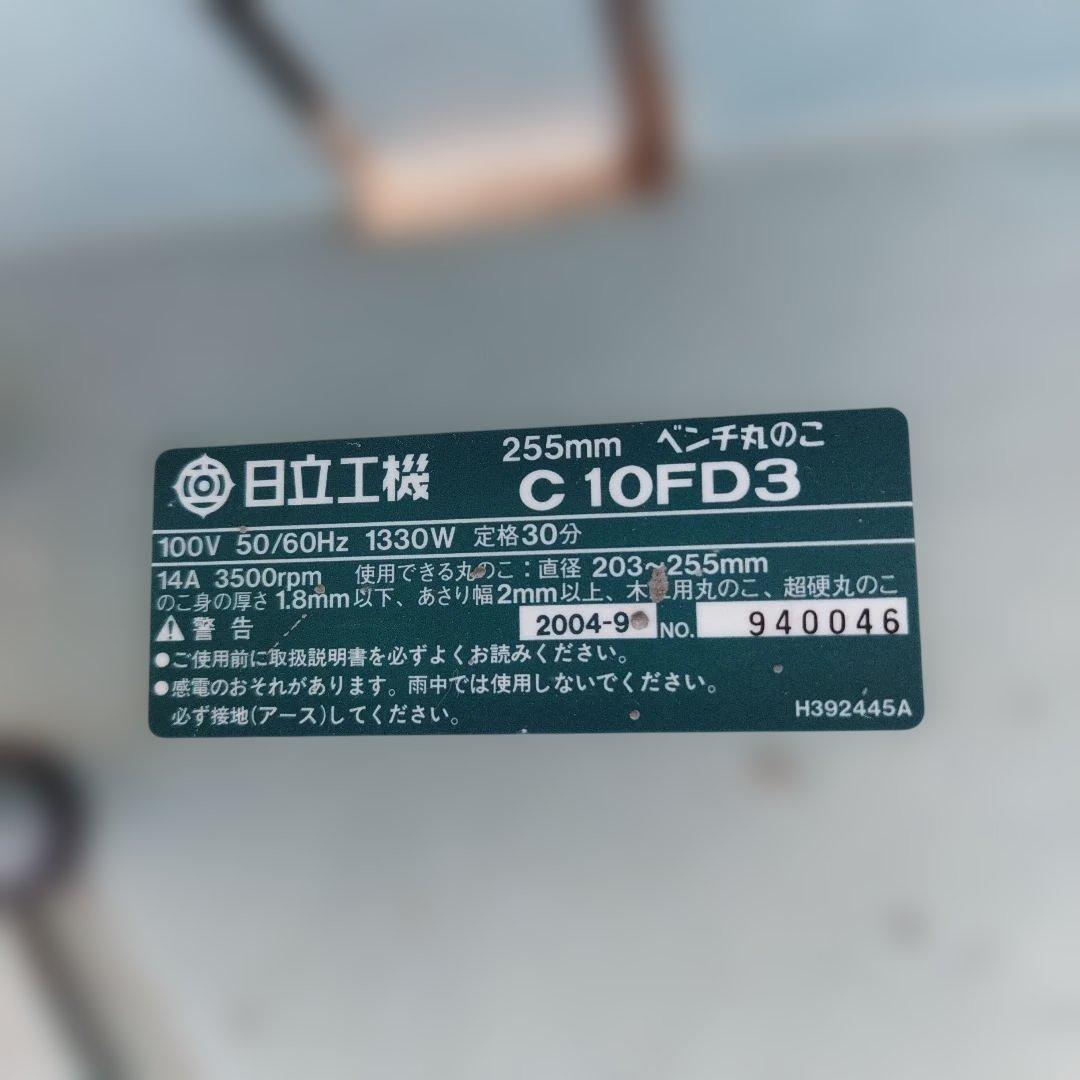 日立工機 255mm ベンチ丸のこ
C 10FD3
100V 50/60Hz 1330W 定格30分
14A 3500rpm 使用できる丸のこ:直径 203~255mm
のこ身の厚さ 1.8mm以下、あさり幅2mm以上、木 用丸のこ、超硬丸のこ
警告 2004-9 NO. 940046
●ご使用前に取扱説明書を必ずよくお読みください。
●感電のおそれがあります。雨中では使用しないでください。
必ず接地(アース)してください。 H392445A